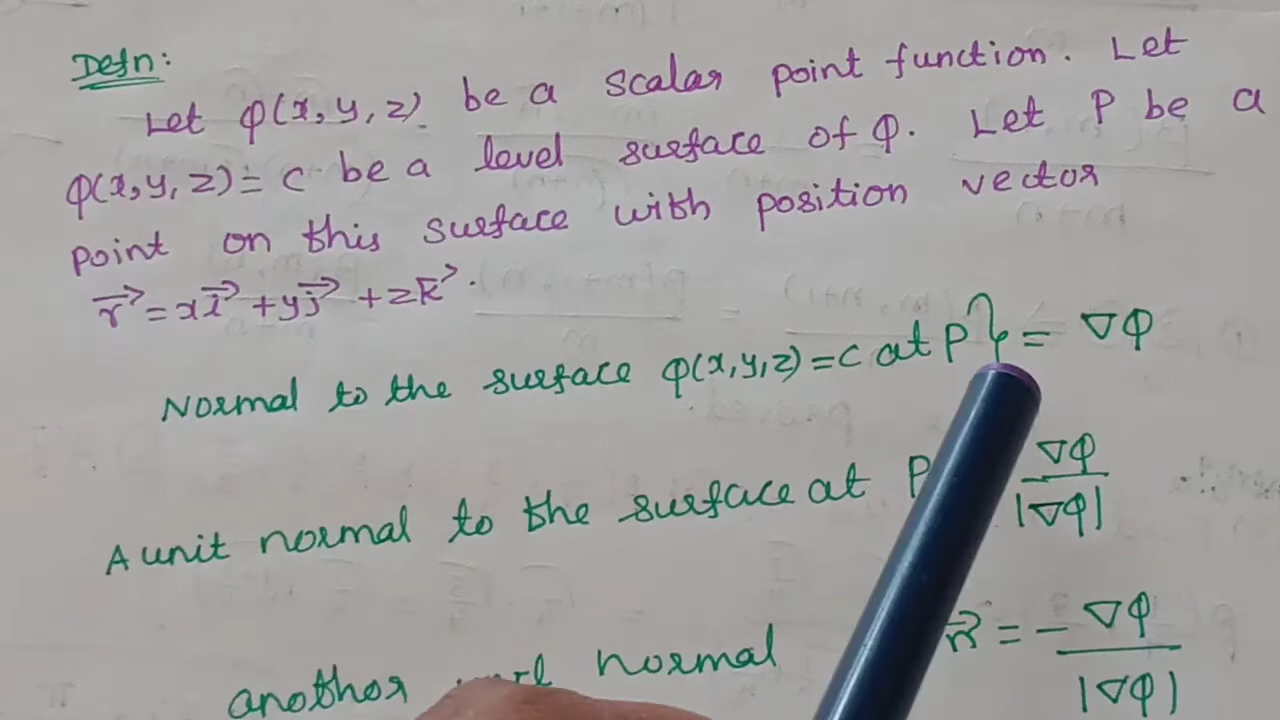 Defn:
Let φ(x, y, z) be a scalar point function. Let
φ(x, y, z) = c be a level surface of φ. Let P be a
point on this surface with position vector
r⃗ = xi⃗ + yj⃗ + zk⃗.
Normal to the surface φ(x, y, z) = c at P} = ∇φ
A unit normal to the surface at P ∇φ/|∇φ|
another normal n⃗ = - ∇φ/|∇φ|